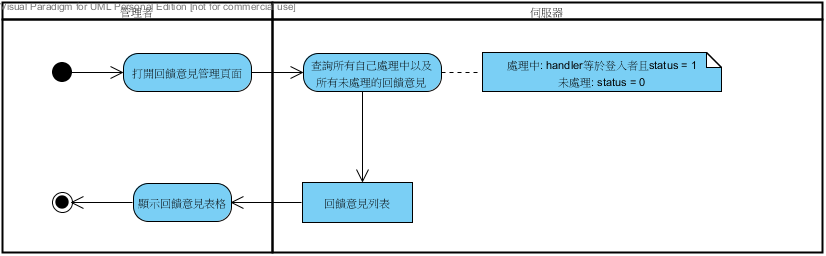 Visual Paradigm for UML Personal Edition [not for commercial use]
管理者
伺服器
打開回饋意見管理頁面
查詢所有自己處理中以及
所有未處理的回饋意見
處理中: handler等於登入者且status = 1
未處理: status = 0
顯示回饋意見表格
回饋意見列表